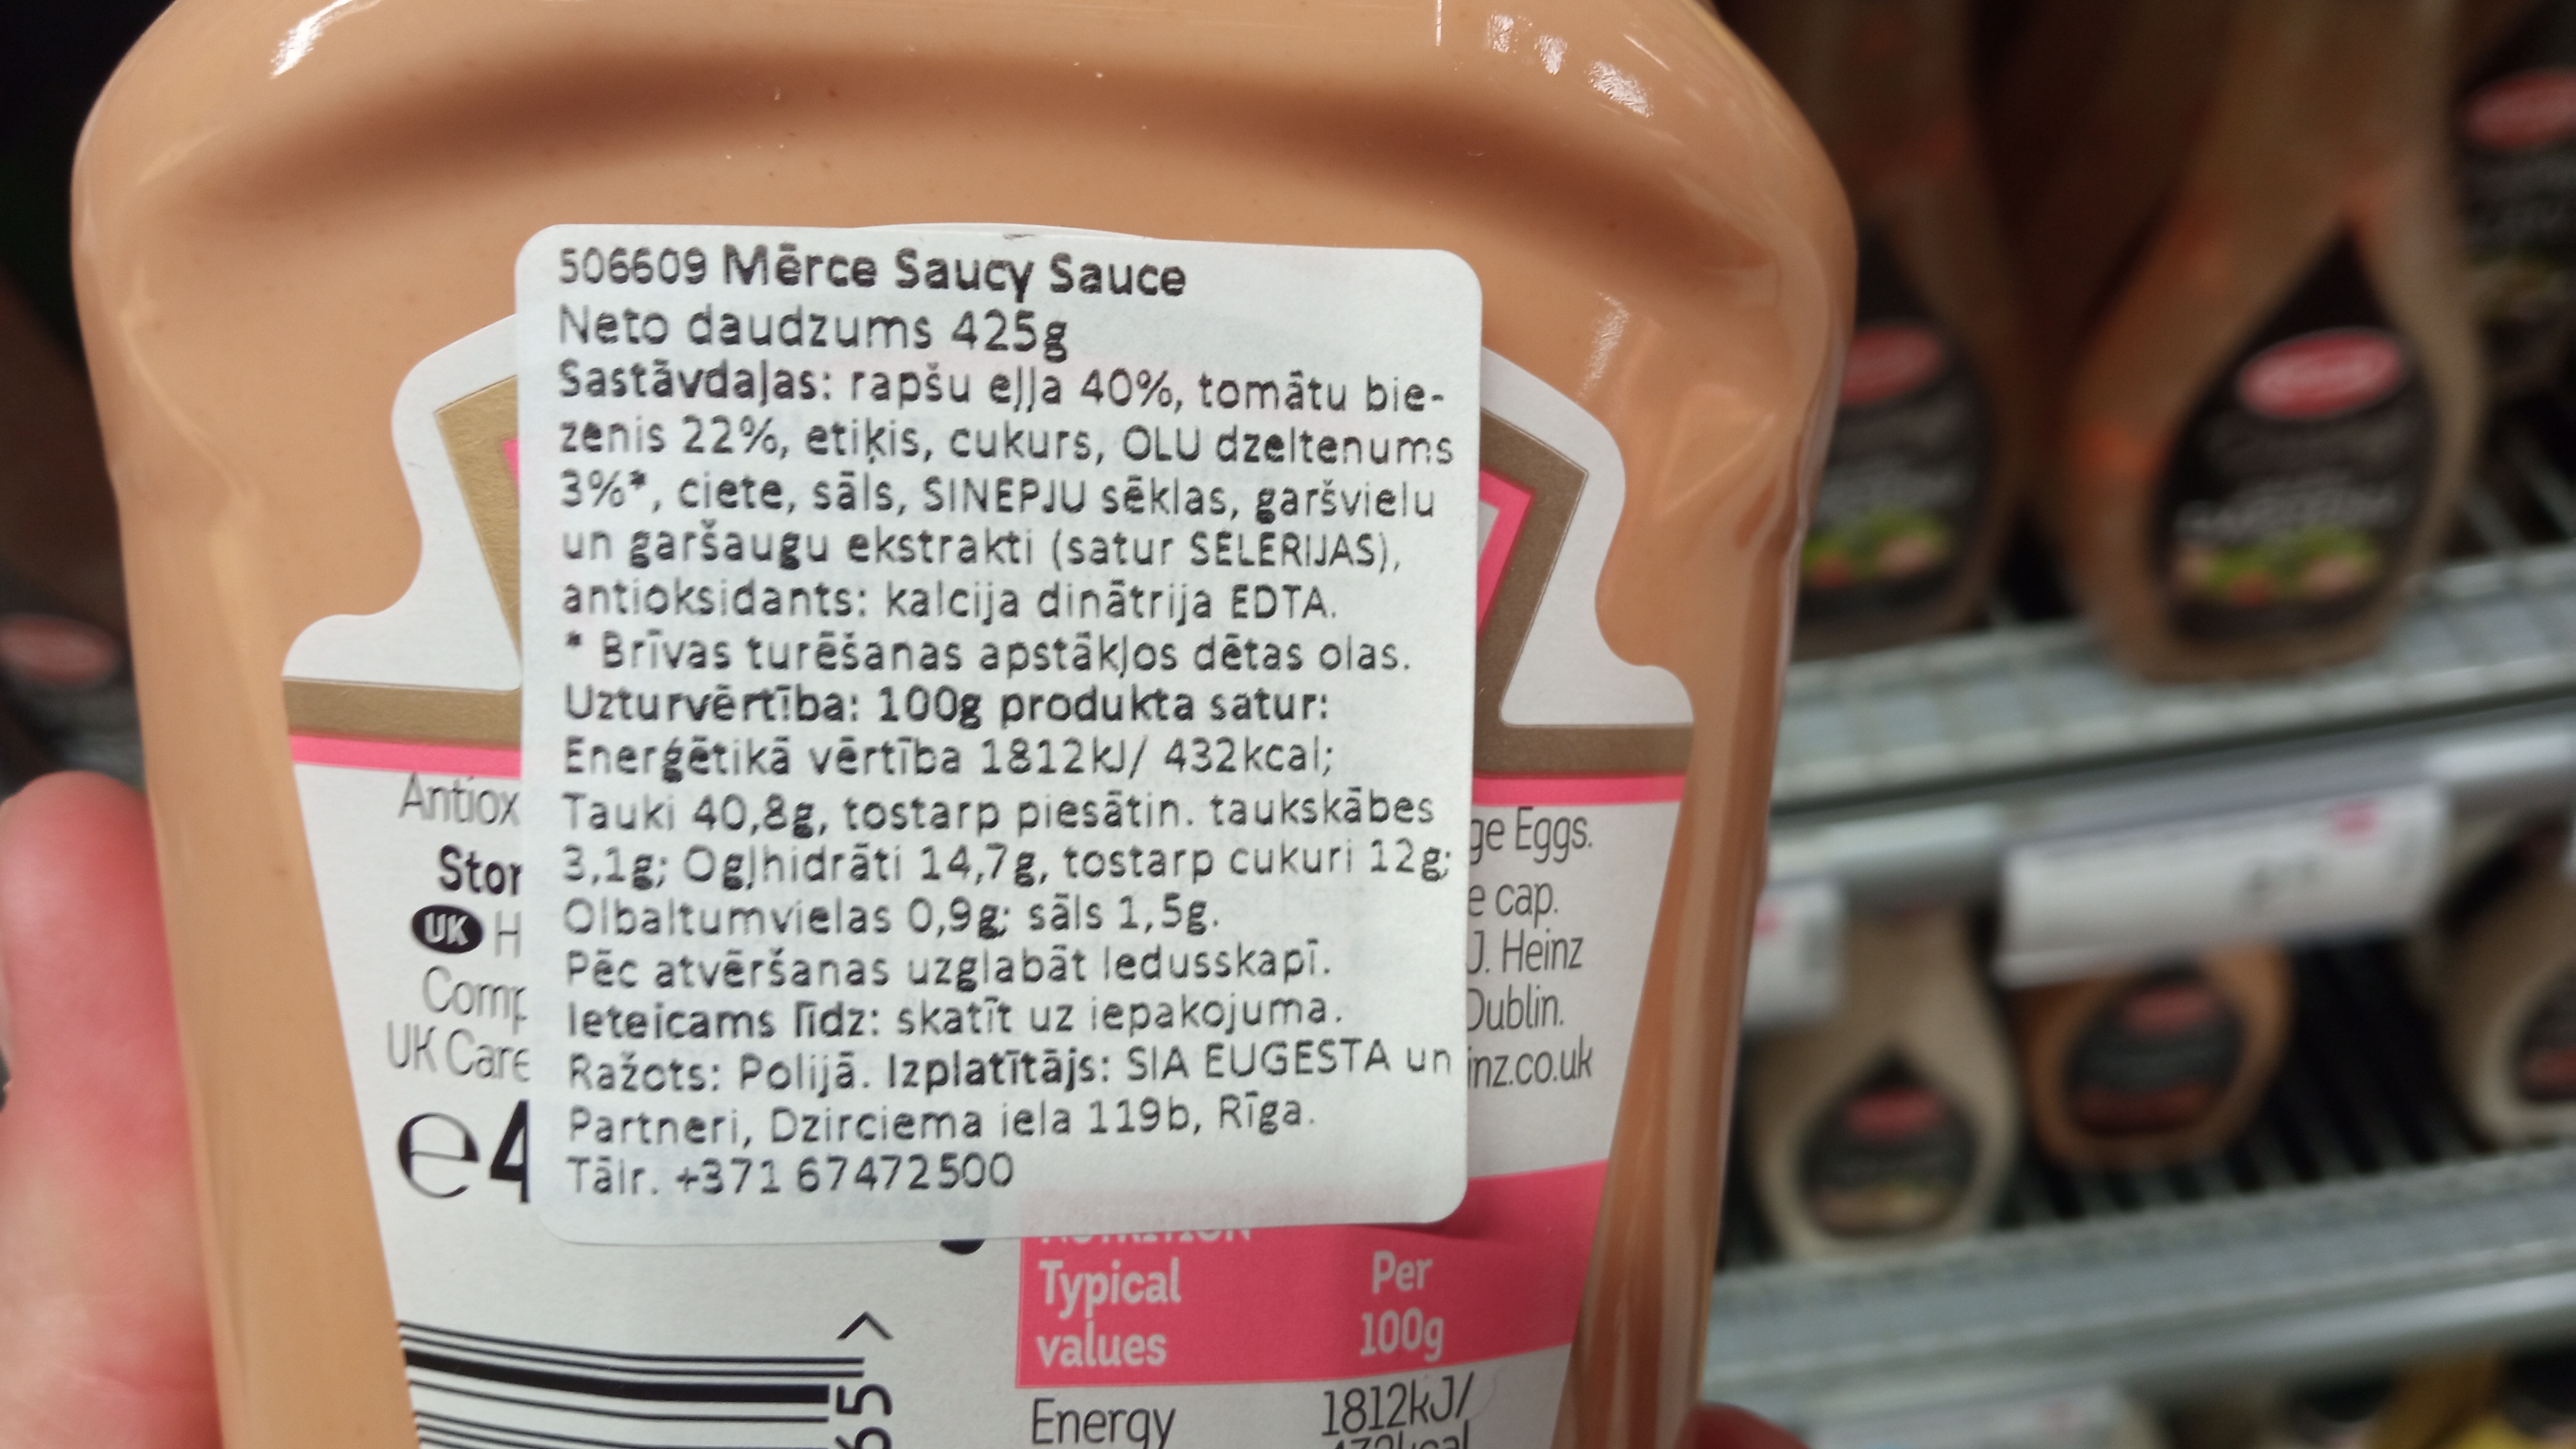 506609 Mērce Saucy Sauce
Neto daudzums 425g
Sastāvdaļas: rapšu eļļa 40%, tomātu bie-
zenis 22%, etiķis, cukurs, OLU dzeltenums
3%*, ciete, sāls, SINEPJU sēklas, garšvielu
un garšaugu ekstrakti (satur SELERIJAS),
antioksidants: kalcija dinātrija EDTA.
* Brīvas turēšanas apstākļos dētas olas.
Uzturvērtība: 100g produkta satur:
Enerģētikā vērtība 1812kJ/ 432kcal;
Tauki 40,8g, tostarp piesātin. taukskābes
3,1g; Ogļhidrāti 14,7g, tostarp cukuri 12g;
Olbaltumvielas 0,9g; sāls 1,5g.
Pēc atvēršanas uzglabāt ledusskapī.
Ieteicams līdz: skatīt uz iepakojuma.
Ražots: Polijā. Izplatītājs: SIA EUGESTA un
Partneri, Dzirciema iela 119b, Rīga.
Tālr. +371 67472500
Antiox
Stor
UK H
Comp
UK Care
e4
ge Eggs.
e cap.
J. Heinz
Dublin.
inz.co.uk
NUTRITION
Typical values
Per 100g
Energy
1812kJ/
65 >